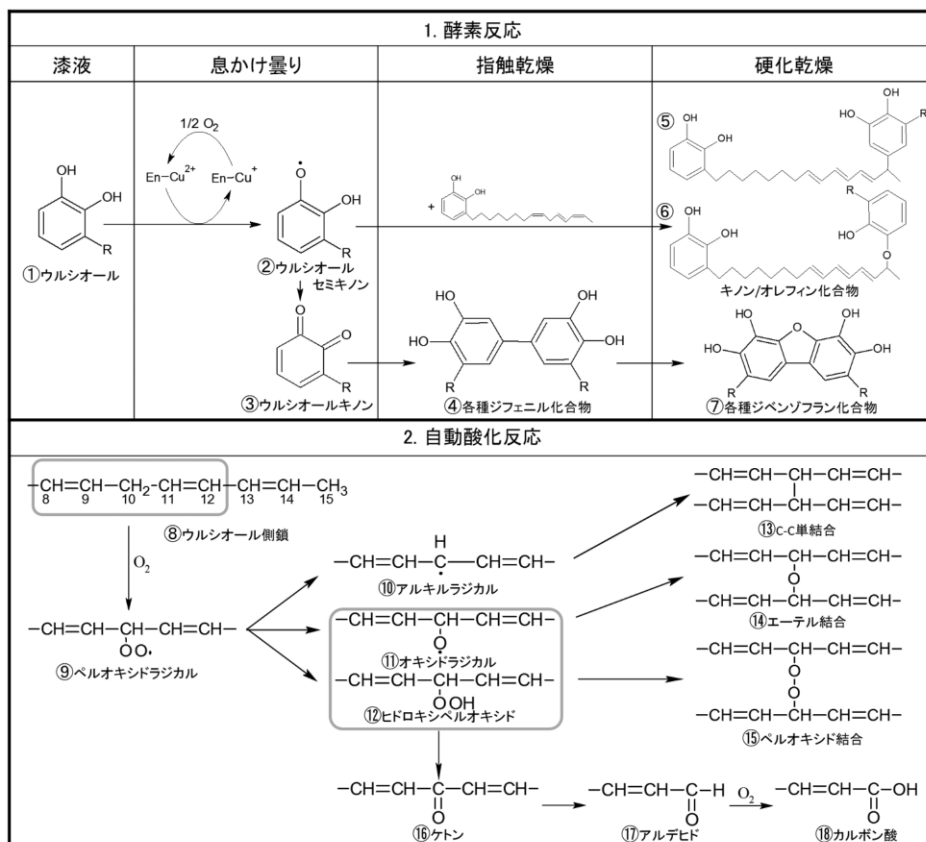 1. 酵素反応
漆液
息かけ曇り
指触乾燥
硬化乾燥
OH
OH
R
①ウルシオール
1/2 O2
En-Cu2+
En-Cu+
O
OH
R
②ウルシオール
セミキノン
O
O
R
③ウルシオールキノン
+
OH
OH
HO
HO
OH
OH
R
R
④各種ジフェニル化合物
⑤
OH
OH
OH
HO
R
⑥
OH
OH
R
HO
O
キノン/オレフィン化合物
HO
HO
O
OH
OH
R
R
⑦各種ジベンゾフラン化合物
2. 自動酸化反応
-CH=CH-CH2-CH=CH-CH=CH-CH3
8 9 10 11 12 13 14 15
⑧ウルシオール側鎖
O2
-CH=CH-CH-CH=CH-
OO・
⑨ペルオキシドラジカル
H
-CH=CH-C-CH=CH-
・
⑩アルキルラジカル
-CH=CH-CH-CH=CH-
O
・
⑪オキシドラジカル
-CH=CH-CH-CH=CH-
OOH
⑫ヒドロキシペルオキシド
-CH=CH-CH-CH=CH-
-CH=CH-CH-CH=CH-
⑬C-C単結合
-CH=CH-CH-CH=CH-
O
-CH=CH-CH-CH=CH-
⑭エーテル結合
-CH=CH-CH-CH=CH-
O
O
-CH=CH-CH-CH=CH-
⑮ペルオキシド結合
-CH=CH-C-CH=CH-
O
⑯ケトン
-CH=CH-C-H
O
⑰アルデヒド
O2
-CH=CH-C-OH
O
⑱カルボン酸